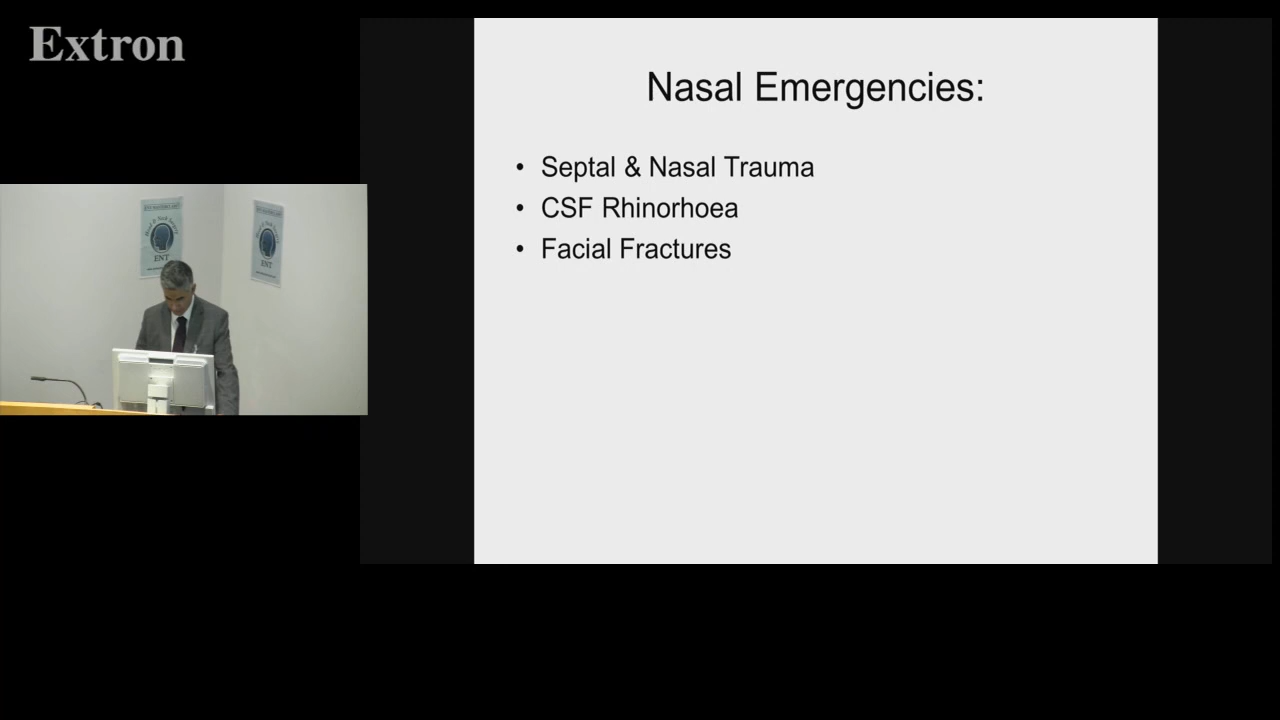 Extron
Nasal Emergencies:
• Septal & Nasal Trauma
• CSF Rhinorhoea
• Facial Fractures
ENT
ENT